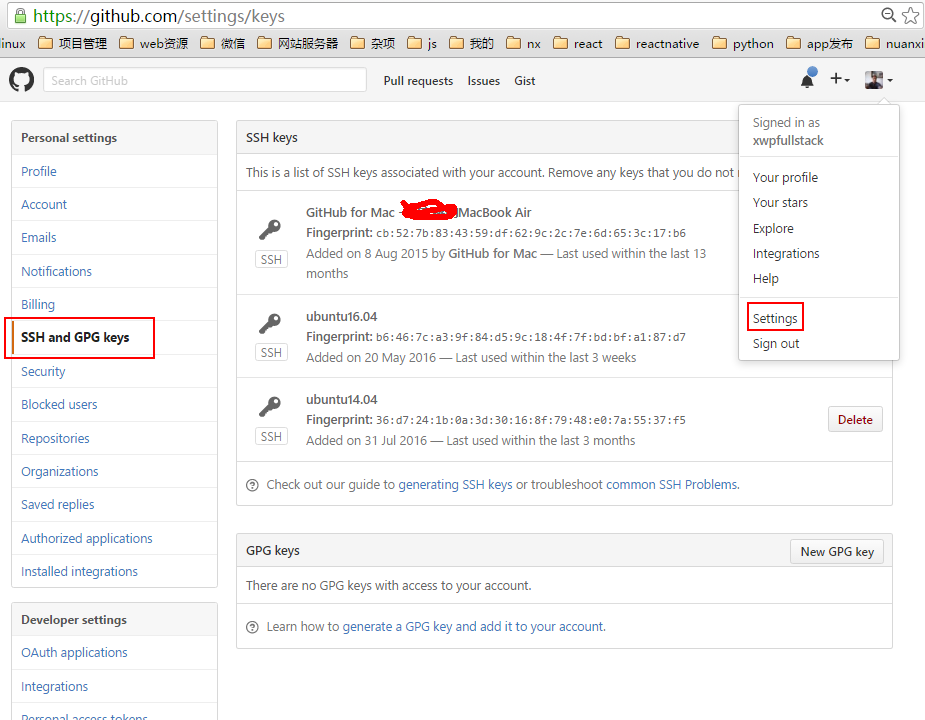 https://github.com/settings/keys
inux 项目管理 web资源 微信 网站服务器 杂项 js 我的 nx react reactnative python app发布 nuanxi
Search GitHub Pull requests Issues Gist
Signed in as
xwpfullstack
Your profile
Your stars
Explore
Integrations
Help
Settings
Sign out
Personal settings
Profile
Account
Emails
Notifications
Billing
SSH and GPG keys
Security
Blocked users
Repositories
Organizations
Saved replies
Authorized applications
Installed integrations
Developer settings
OAuth applications
Integrations
Personal access tokens
SSH keys
This is a list of SSH keys associated with your account. Remove any keys that you do not
SSH
GitHub for Mac MacBook Air
Fingerprint: cb:52:7b:83:43:59:df:62:9c:2c:7e:6d:65:3c:17:b6
Added on 8 Aug 2015 by GitHub for Mac — Last used within the last 13
months
SSH
ubuntu16.04
Fingerprint: b6:46:7c:a3:9f:84:d5:9c:18:4f:7f:bd:bf:a1:87:d7
Added on 20 May 2016 — Last used within the last 3 weeks
SSH
ubuntu14.04
Fingerprint: 36:d7:24:1b:0a:3d:30:16:8f:79:48:e0:7a:55:37:f5
Added on 31 Jul 2016 — Last used within the last 3 months
Delete
Check out our guide to generating SSH keys or troubleshoot common SSH Problems.
GPG keys
New GPG key
There are no GPG keys with access to your account.
Learn how to generate a GPG key and add it to your account.